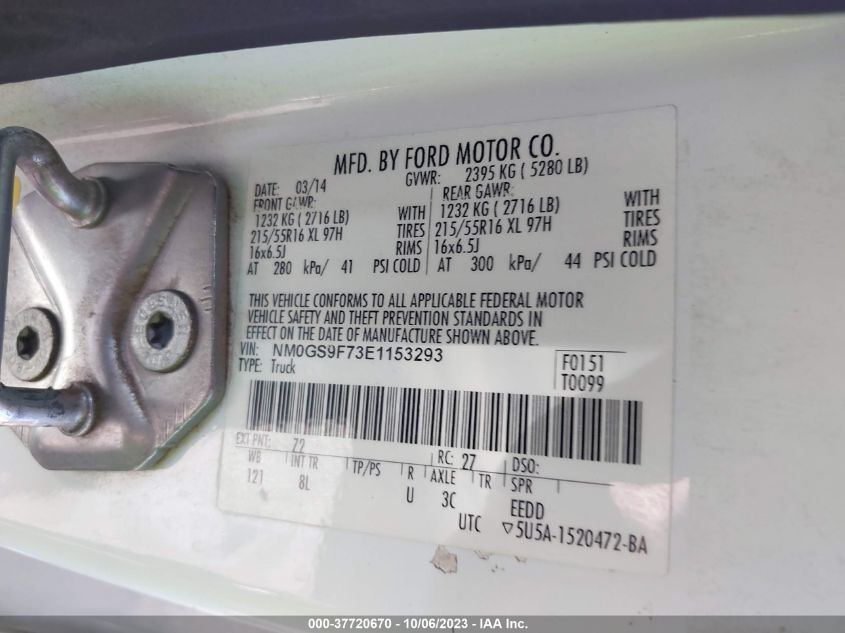 MFD. BY FORD MOTOR CO.
DATE: 03/14 GVWR: 2395 KG ( 5280 LB)
FRONT GAWR: REAR GAWR:
1232 KG ( 2716 LB) WITH 1232 KG ( 2716 LB) WITH
215/55R16 XL 97H TIRES 215/55R16 XL 97H TIRES
16x6.5J RIMS 16x6.5J RIMS
AT 280 kPa/ 41 PSI COLD AT 300 kPa/ 44 PSI COLD
THIS VEHICLE CONFORMS TO ALL APPLICABLE FEDERAL MOTOR
VEHICLE SAFETY AND THEFT PREVENTION STANDARDS IN
EFFECT ON THE DATE OF MANUFACTURE SHOWN ABOVE.
VIN: NM0GS9F73E1153293 F0151
TYPE: Truck T0099
EXT PNT: Z2 RC: 27 DSO:
WB INT TR TP/PS R AXLE TR SPR
121 8L U 3C EEDD
UTC ▽5U5A-1520472-BA
000-37720670 - 10/06/2023 - IAA Inc.